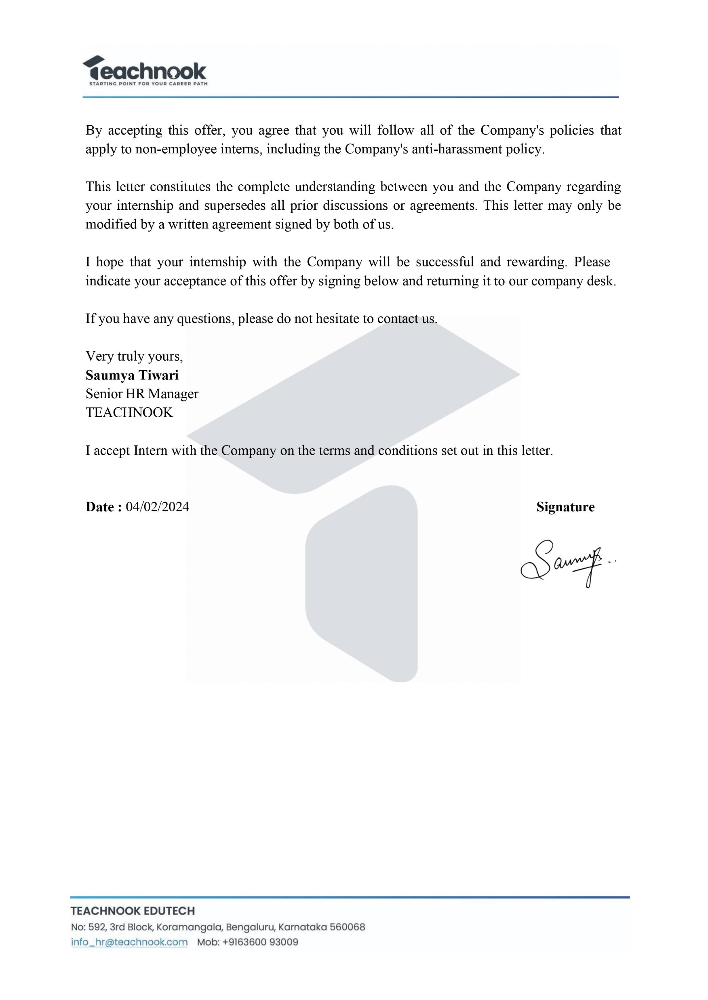 Teachnook
STARTING POINT FOR YOUR CAREER PATH
By accepting this offer, you agree that you will follow all of the Company's policies that
apply to non-employee interns, including the Company's anti-harassment policy.
This letter constitutes the complete understanding between you and the Company regarding
your internship and supersedes all prior discussions or agreements. This letter may only be
modified by a written agreement signed by both of us.
I hope that your internship with the Company will be successful and rewarding. Please
indicate your acceptance of this offer by signing below and returning it to our company desk.
If you have any questions, please do not hesitate to contact us.
Very truly yours,
Saumya Tiwari
Senior HR Manager
TEACHNOOK
I accept Intern with the Company on the terms and conditions set out in this letter.
Date : 04/02/2024 Signature
Saumya
TEACHNOOK EDUTECH
No: 592, 3rd Block, Koramangala, Bengaluru, Karnataka 560068
info_hr@teachnook.com Mob: +9163600 93009